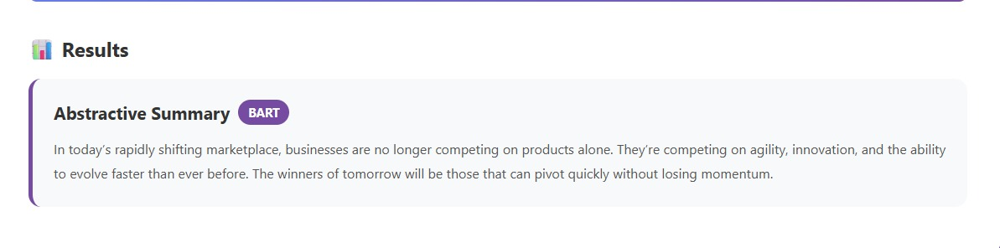 Results
Abstractive Summary BART
In today's rapidly shifting marketplace, businesses are no longer competing on products alone. They're competing on agility, innovation, and the ability
to evolve faster than ever before. The winners of tomorrow will be those that can pivot quickly without losing momentum.